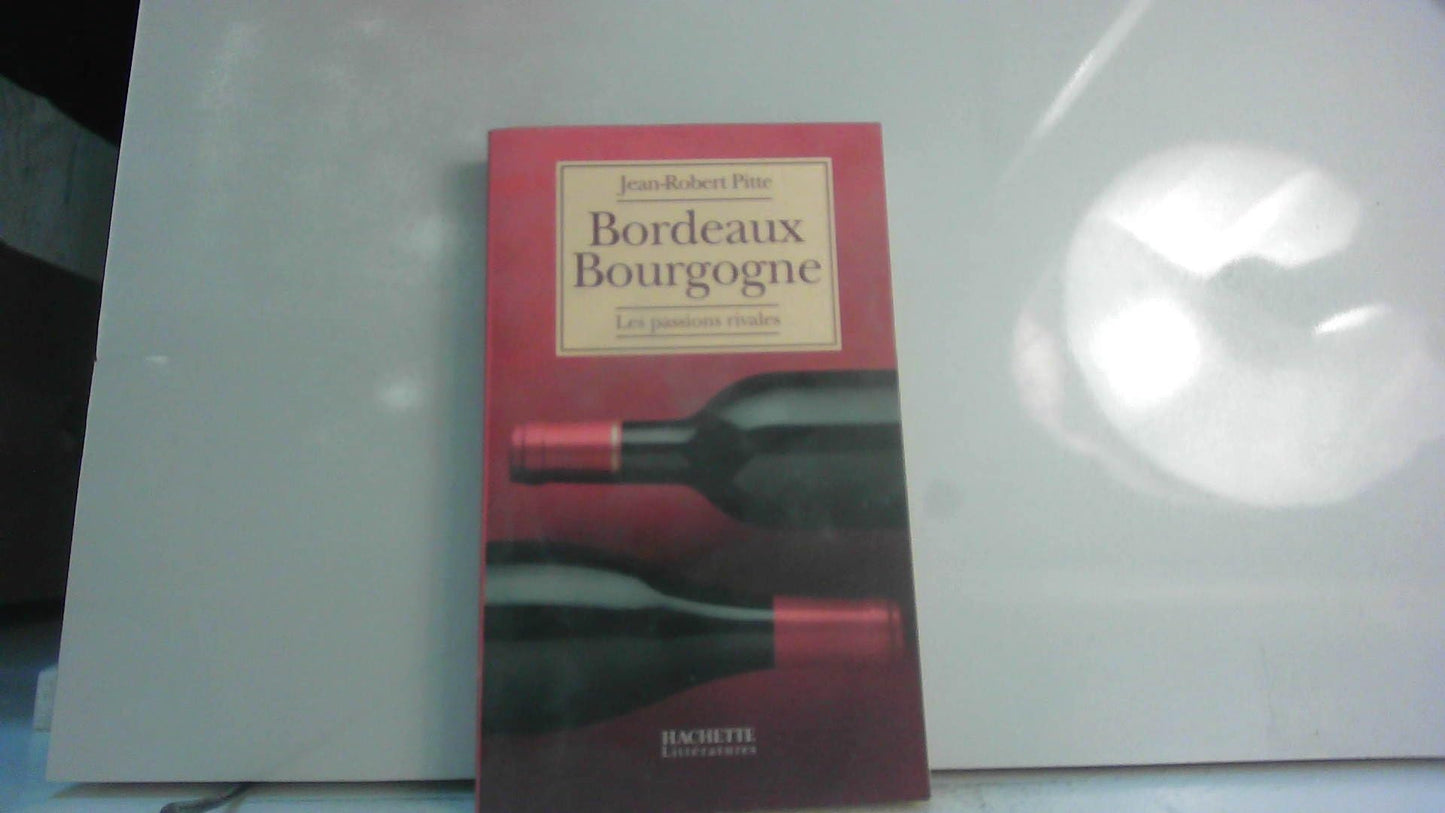 Jean-Robert Pitte
Bordeaux
Bourgogne
Les passions rivales
HACHETTE
Littératures